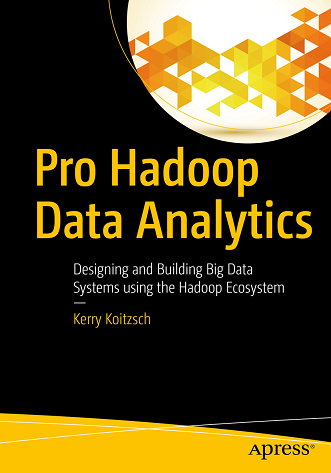 Pro Hadoop
Data Analytics
Designing and Building Big Data
Systems using the Hadoop Ecosystem
—
Kerry Koitzsch
Apress®